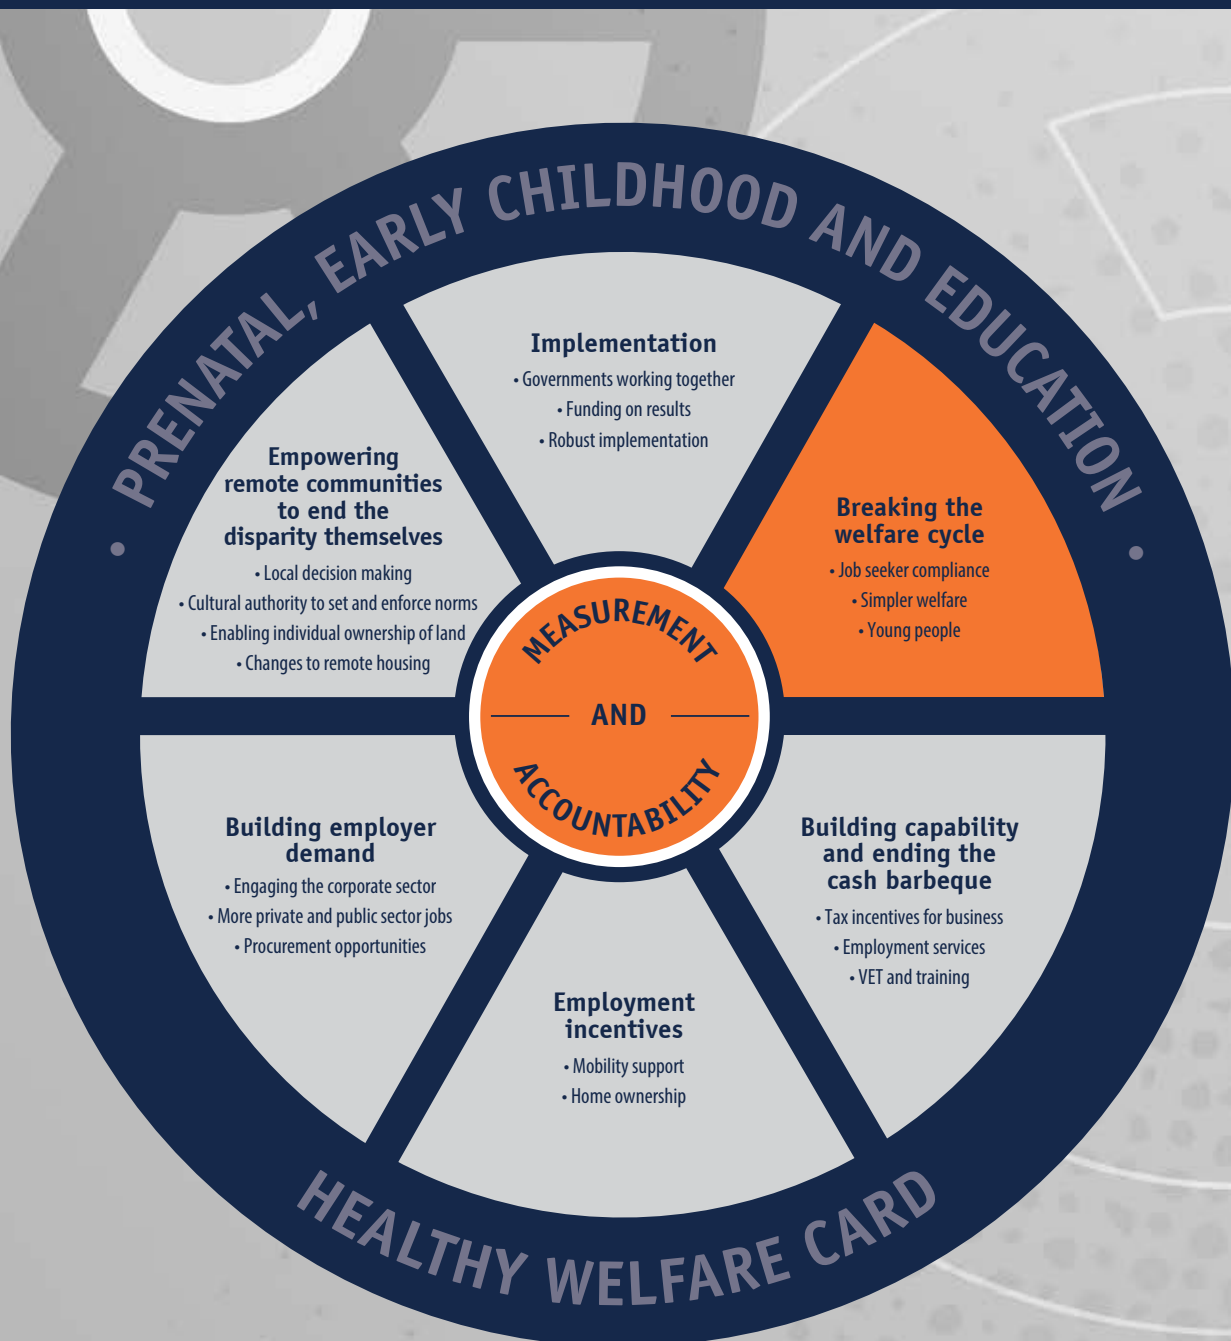 PRENATAL, EARLY CHILDHOOD AND EDUCATION
Implementation
• Governments working together
• Funding on results
• Robust implementation
Breaking the
welfare cycle
• Job seeker compliance
• Simpler welfare
• Young people
Building capability
and ending the
cash barbeque
• Tax incentives for business
• Employment services
• VET and training
Employment
incentives
• Mobility support
• Home ownership
Building employer
demand
• Engaging the corporate sector
• More private and public sector jobs
• Procurement opportunities
Empowering
remote communities
to end the
disparity themselves
• Local decision making
• Cultural authority to set and enforce norms
• Enabling individual ownership of land
• Changes to remote housing
MEASUREMENT
AND
ACCOUNTABILITY
HEALTHY WELFARE CARD